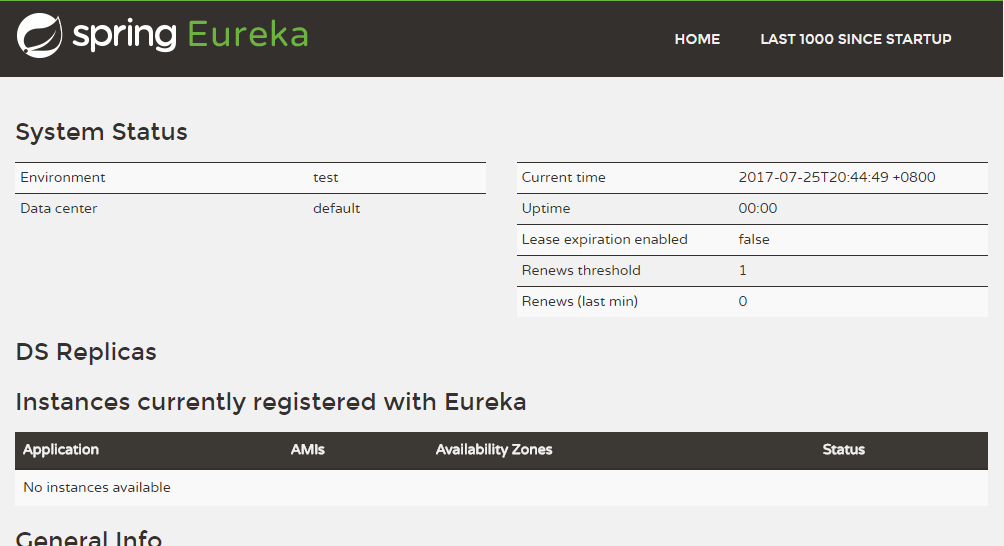 spring Eureka
HOME LAST 1000 SINCE STARTUP
System Status
Environment test
Data center default
Current time 2017-07-25T20:44:49 +0800
Uptime 00:00
Lease expiration enabled false
Renews threshold 1
Renews (last min) 0
DS Replicas
Instances currently registered with Eureka
Application AMIs Availability Zones Status
No instances available
General Info